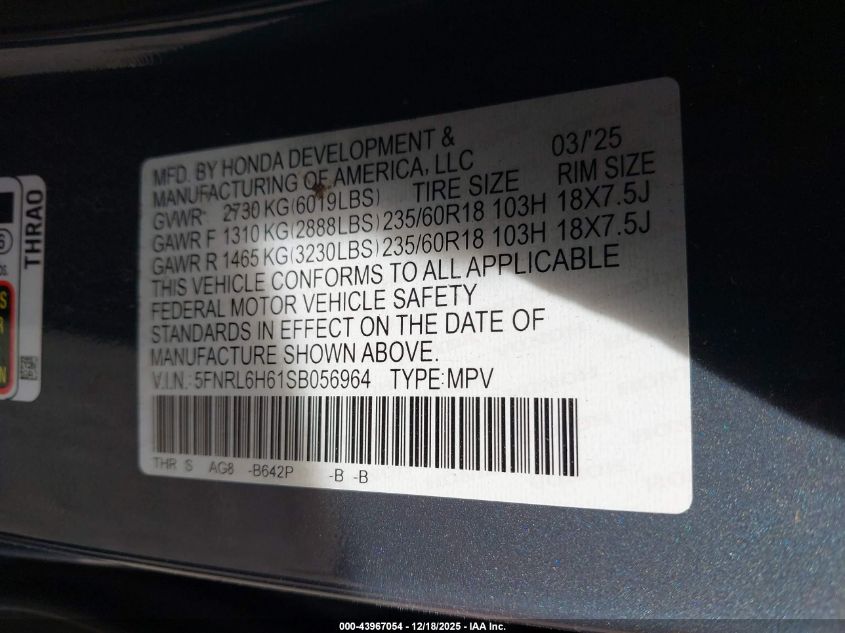 MFD. BY HONDA DEVELOPMENT & 03/'25
MANUFACTURING OF AMERICA, LLC
GVWR 2730 KG(6019LBS) TIRE SIZE RIM SIZE
GAWR F 1310 KG(2888LBS) 235/60R18 103H 18X7.5J
GAWR R 1465 KG(3230LBS) 235/60R18 103H 18X7.5J
THIS VEHICLE CONFORMS TO ALL APPLICABLE
FEDERAL MOTOR VEHICLE SAFETY
STANDARDS IN EFFECT ON THE DATE OF
MANUFACTURE SHOWN ABOVE.
V.I.N.: 5FNRL6H61SB056964 TYPE:MPV
THR S AG8 -B642P -B -B
THRAO
000-43967054 - 12/18/2025 - IAA Inc.